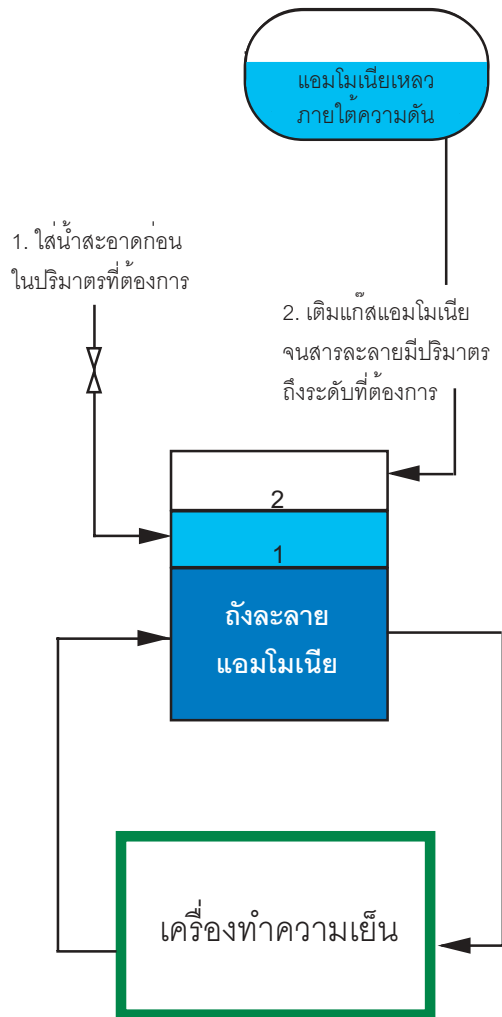 แอมโมเนียเหลว
ภายใต้ความดัน
1. ใส่น้ำสะอาดก่อน
ในปริมาตรที่ต้องการ
2. เติมแก๊สแอมโมเนีย
จนสารละลายมีปริมาตร
ถึงระดับที่ต้องการ
2
1
ถังละลาย
แอมโมเนีย
เครื่องทำความเย็น